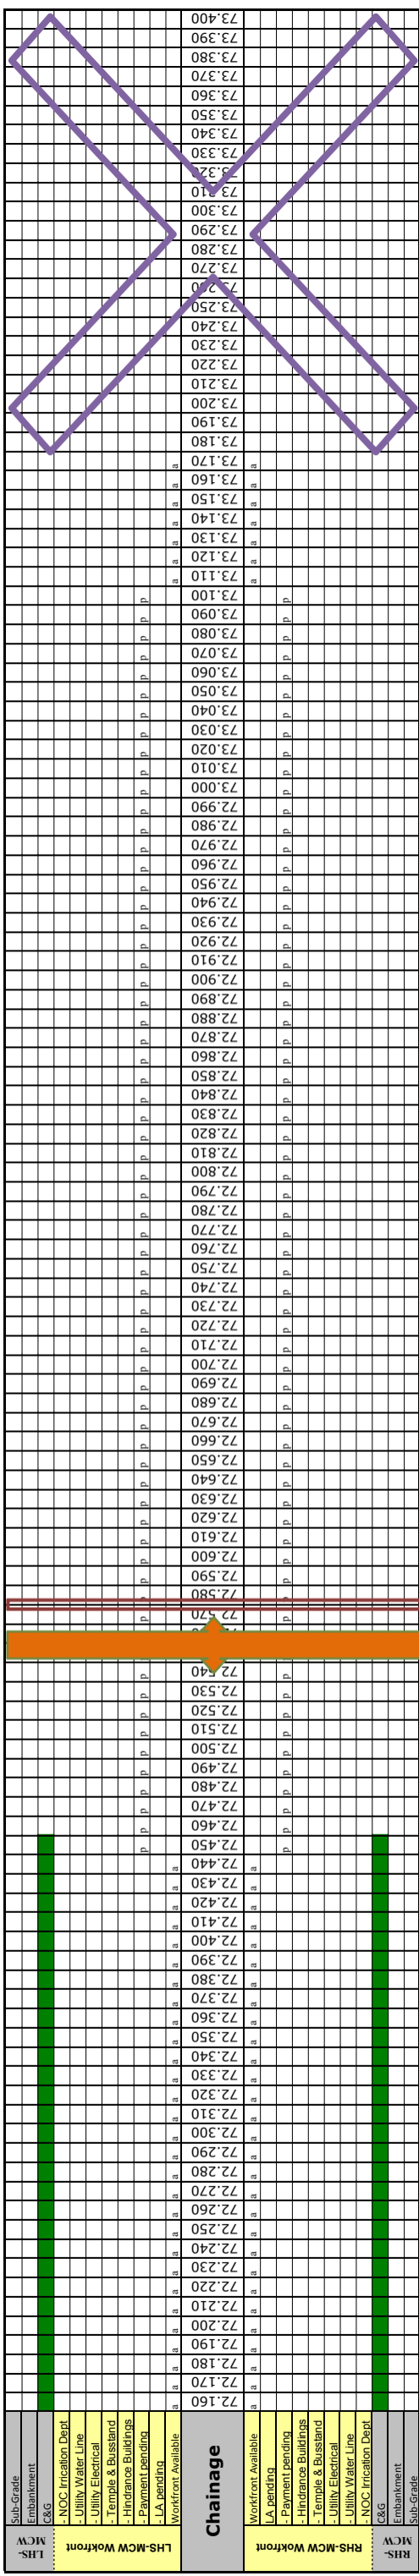 73.400
73.390
73.380
73.370
73.360
73.350
73.340
73.330
73.320
73.310
73.300
73.290
73.280
73.270
73.260
73.250
73.240
73.230
73.220
73.210
73.200
73.190
73.180
a 73.170 a
a 73.160 a
a 73.150 a
a 73.140 a
a 73.130 a
a 73.120 a
a 73.110 a
p 73.100 p
p 73.090 p
p 73.080 p
p 73.070 p
p 73.060 p
p 73.050 p
p 73.040 p
p 73.030 p
p 73.020 p
p 73.010 p
p 73.000 p
p 72.990 p
p 72.980 p
p 72.970 p
p 72.960 p
p 72.950 p
p 72.940 p
p 72.930 p
p 72.920 p
p 72.910 p
p 72.900 p
p 72.890 p
p 72.880 p
p 72.870 p
p 72.860 p
p 72.850 p
p 72.840 p
p 72.830 p
p 72.820 p
p 72.810 p
p 72.800 p
p 72.790 p
p 72.780 p
p 72.770 p
p 72.760 p
p 72.750 p
p 72.740 p
p 72.730 p
p 72.720 p
p 72.710 p
p 72.700 p
p 72.690 p
p 72.680 p
p 72.670 p
p 72.660 p
p 72.650 p
p 72.640 p
p 72.630 p
p 72.620 p
p 72.610 p
p 72.600 p
p 72.590 p
p 72.580 p
p 72.570 p
p 72.540 p
p 72.530 p
p 72.520 p
p 72.510 p
p 72.500 p
p 72.490 p
p 72.480 p
p 72.470 p
p 72.460 p
p 72.450 p
a 72.440 a
a 72.430 a
a 72.420 a
a 72.410 a
a 72.400 a
a 72.390 a
a 72.380 a
a 72.370 a
a 72.360 a
a 72.350 a
a 72.340 a
a 72.330 a
a 72.320 a
a 72.310 a
a 72.300 a
a 72.290 a
a 72.280 a
a 72.270 a
a 72.260 a
a 72.250 a
a 72.240 a
a 72.230 a
a 72.220 a
a 72.210 a
a 72.200 a
a 72.190 a
a 72.180 a
a 72.170 a
a 72.160 a
Sub-Grade
Embankment
C&G
- NOC Irrication Dept
- Utility Water Line
- Utility Electrical
- Temple & Busstand
- Hindrance Buildings
- Payment pending
- LA pending
Workfront Available
Chainage
Workfront Available
LA pending
- Payment pending
- Hindrance Buildings
- Temple & Busstand
- Utility Electrical
- Utility Water Line
- NOC Irrication Dept
C&G
Embankment
Sub-Grade
LHS-
MCW
LHS-MCW Wokfront
RHS-MCW Wokfront
RHS-
MCW